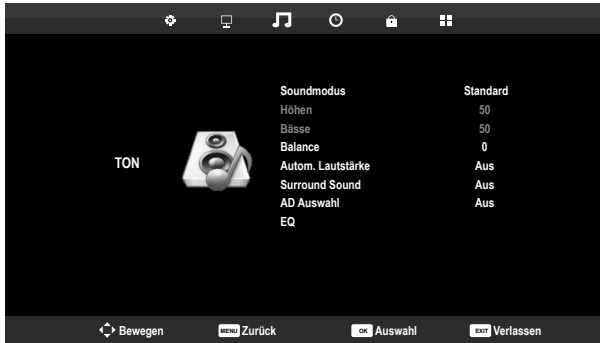 Soundmodus Standard
Höhen 50
Bässe 50
Balance 0
TON
Autom. Lautstärke Aus
Surround Sound Aus
AD Auswahl Aus
EQ
Bewegen MENU Zurück OK Auswahl EXIT Verlassen